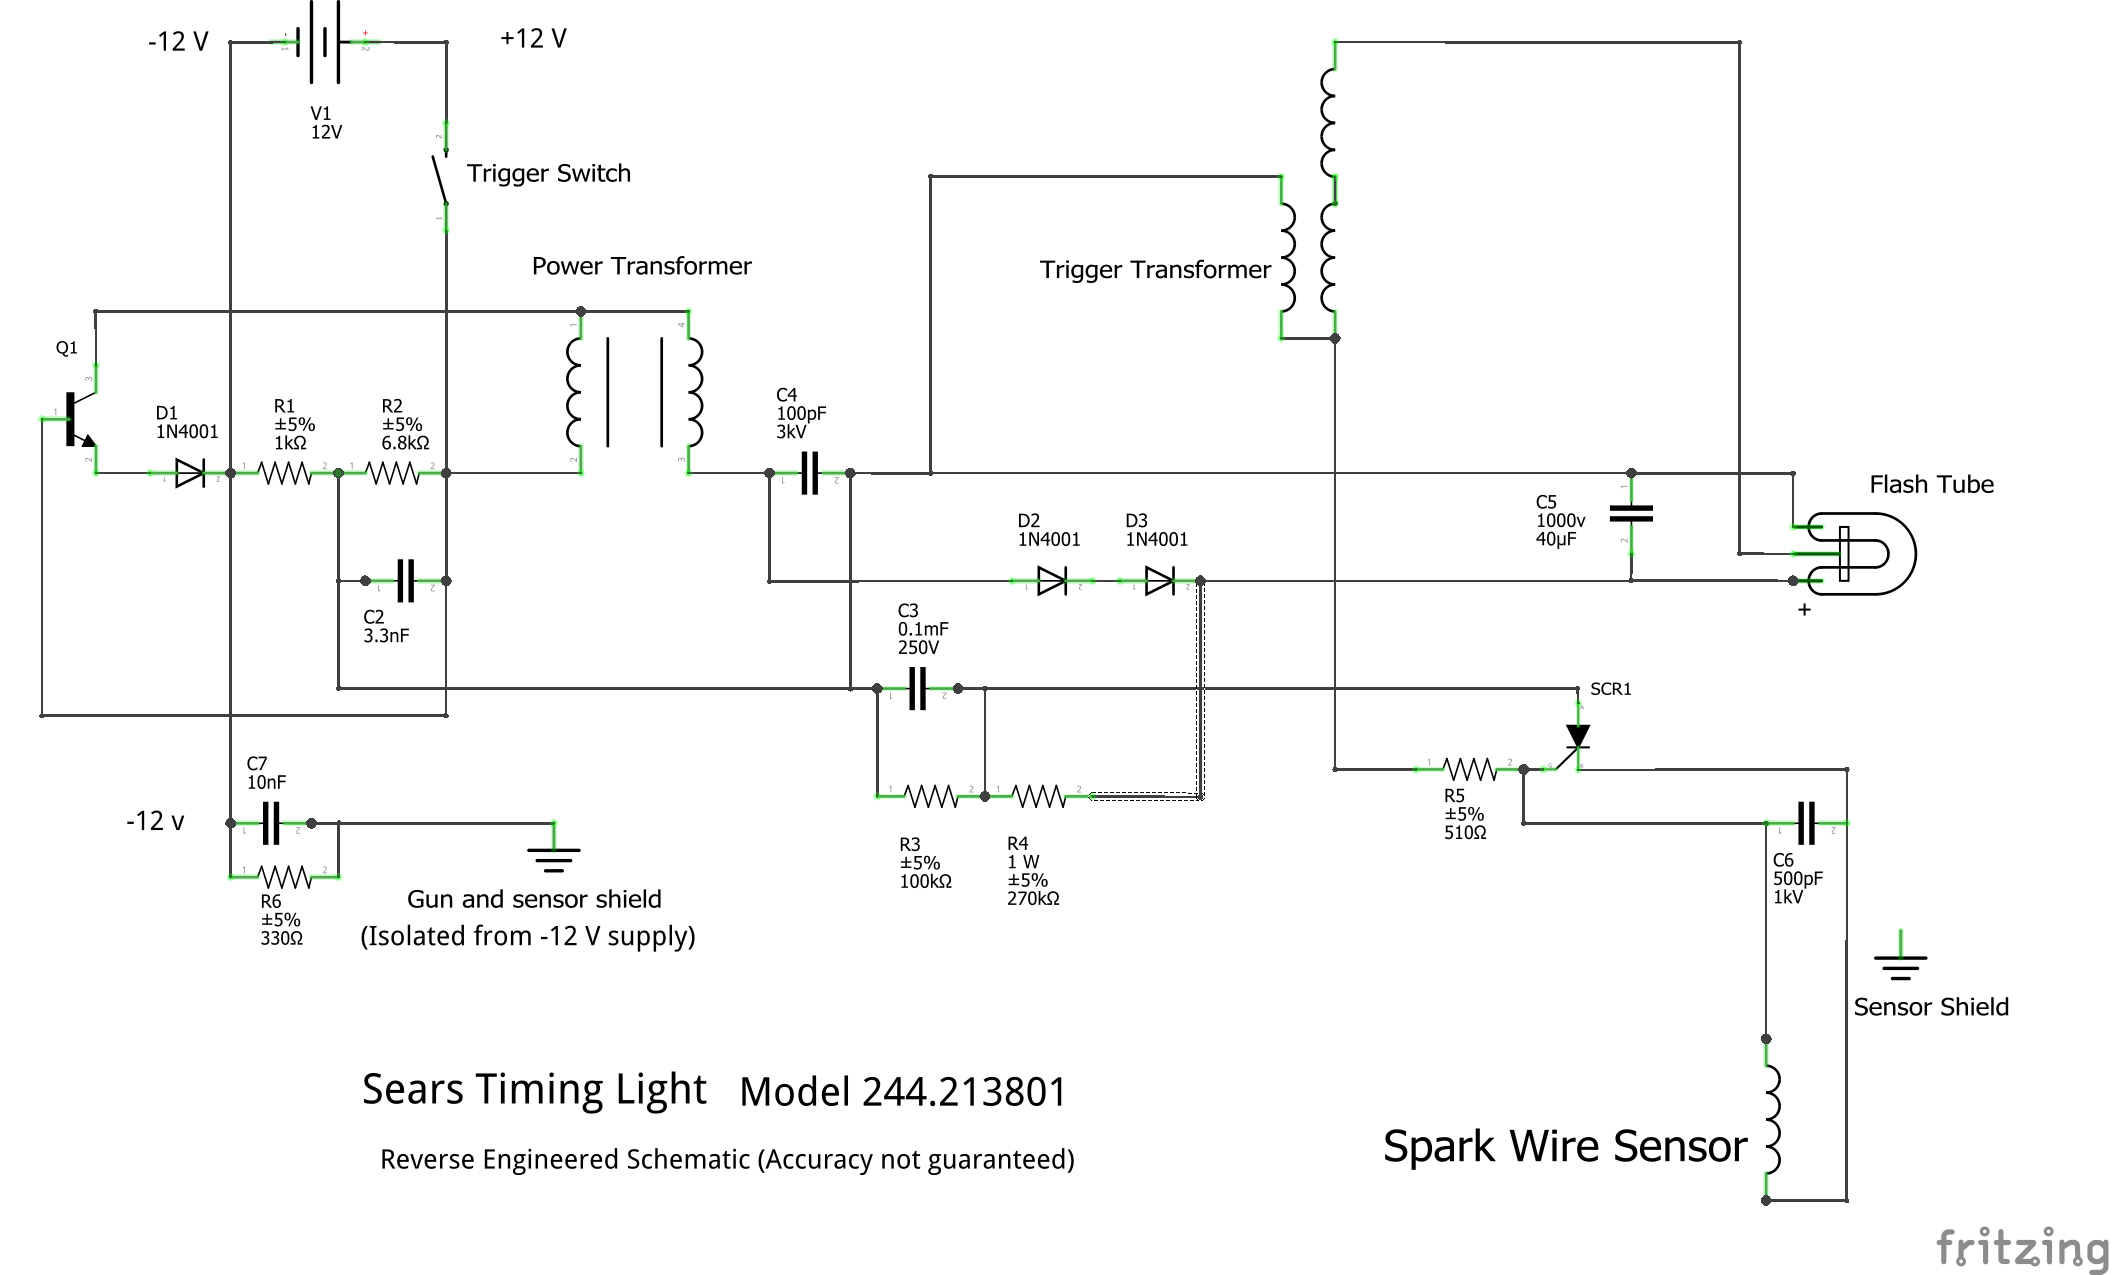 -12 V
+12 V
V1
12V
Trigger Switch
Power Transformer
Trigger Transformer
Q1
D1
1N4001
R1
±5%
1kΩ
R2
±5%
6.8kΩ
C4
100pF
3kV
Flash Tube
C5
1000v
40µF
D2
1N4001
D3
1N4001
+
C2
3.3nF
C3
0.1mF
250V
SCR1
C7
10nF
-12 v
R5
±5%
510Ω
R3
±5%
100kΩ
R4
1 W
±5%
270kΩ
C6
500pF
1kV
R6
±5%
330Ω
Gun and sensor shield
(Isolated from -12 V supply)
Sensor Shield
Sears Timing Light Model 244.213801
Spark Wire Sensor
Reverse Engineered Schematic (Accuracy not guaranteed)
fritzing